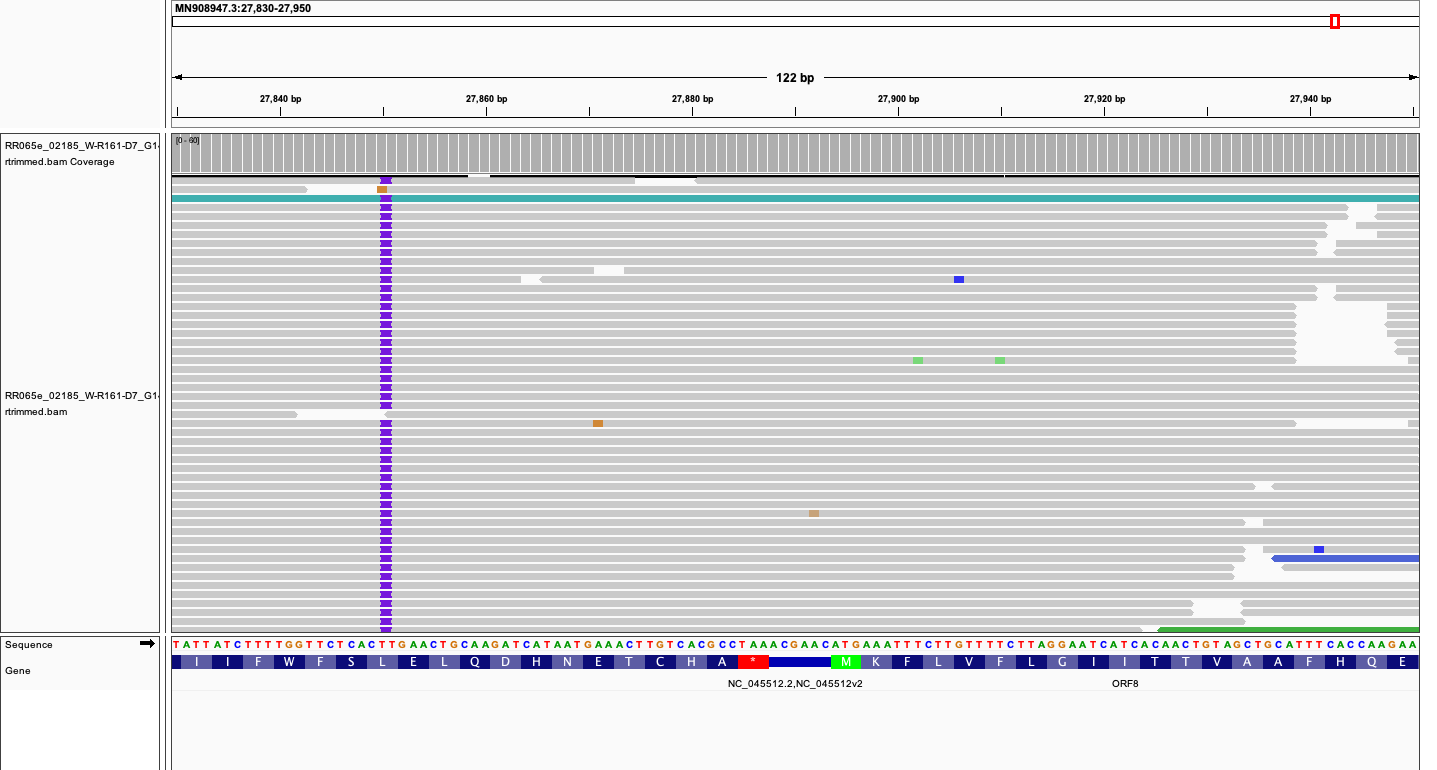 MN908947.3:27,830-27,950
122 bp
27,840 bp 27,860 bp 27,880 bp 27,900 bp 27,920 bp 27,940 bp
RR065e_02185_W-R161-D7_G1
rtrimmed.bam Coverage
[0 - 60]
RR065e_02185_W-R161-D7_G1
rtrimmed.bam
Sequence
TATTATCTTTTGGTTCTCACTTGAACTGCAAGATCATAATGAAACTTGTCACGCCTAAACGAACATGAAATTTCTTGTTTTCTTAGGAATCATCACAACTGTAGCTGCATTTCACCAAGAA
Gene
I I F W F S L E L Q D H N E T C H A * M K F L V F L G I I T T V A A F H Q E
NC_045512.2,NC_045512v2 ORF8